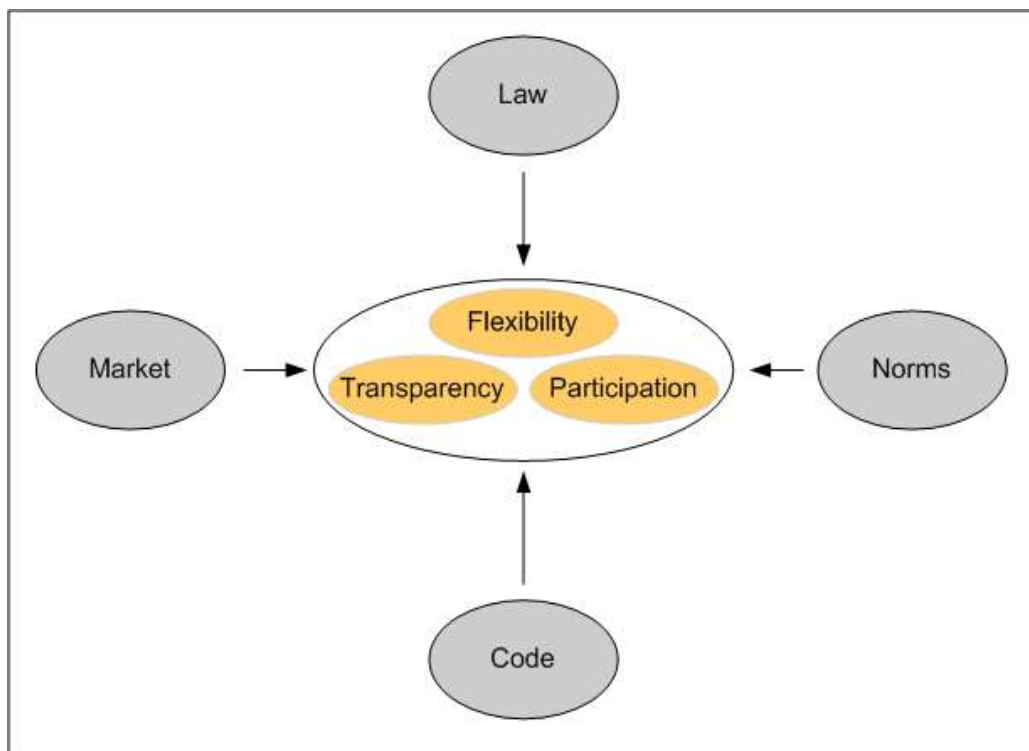 Law
Flexibility
Market
Transparency
Participation
Norms
Code